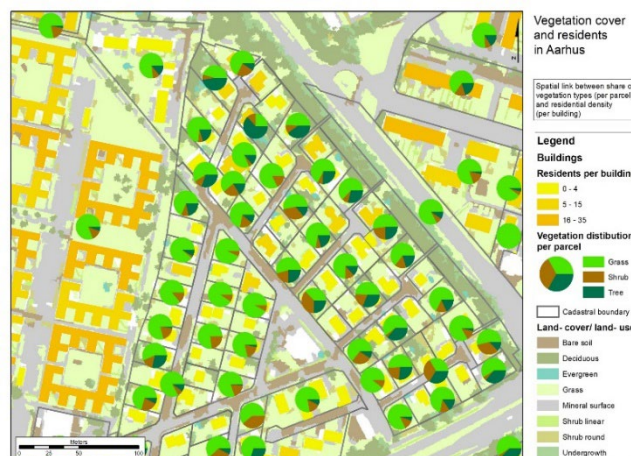 Vegetation cover
and residents
in Aarhus
Spatial link between share o
vegetation types (per parcel
and residential density
(per building)
Legend
Buildings
Residents per buildin
0 - 4
5 - 15
16 - 35
Vegetation distibution
per parcel
Grass
Shrub
Tree
Cadastral boundary
Land- cover/ land- use
Bare soil
Deciduous
Evergreen
Grass
Mineral surface
Shrub linear
Shrub round
Undergrowth
Meters
0 25 50 100